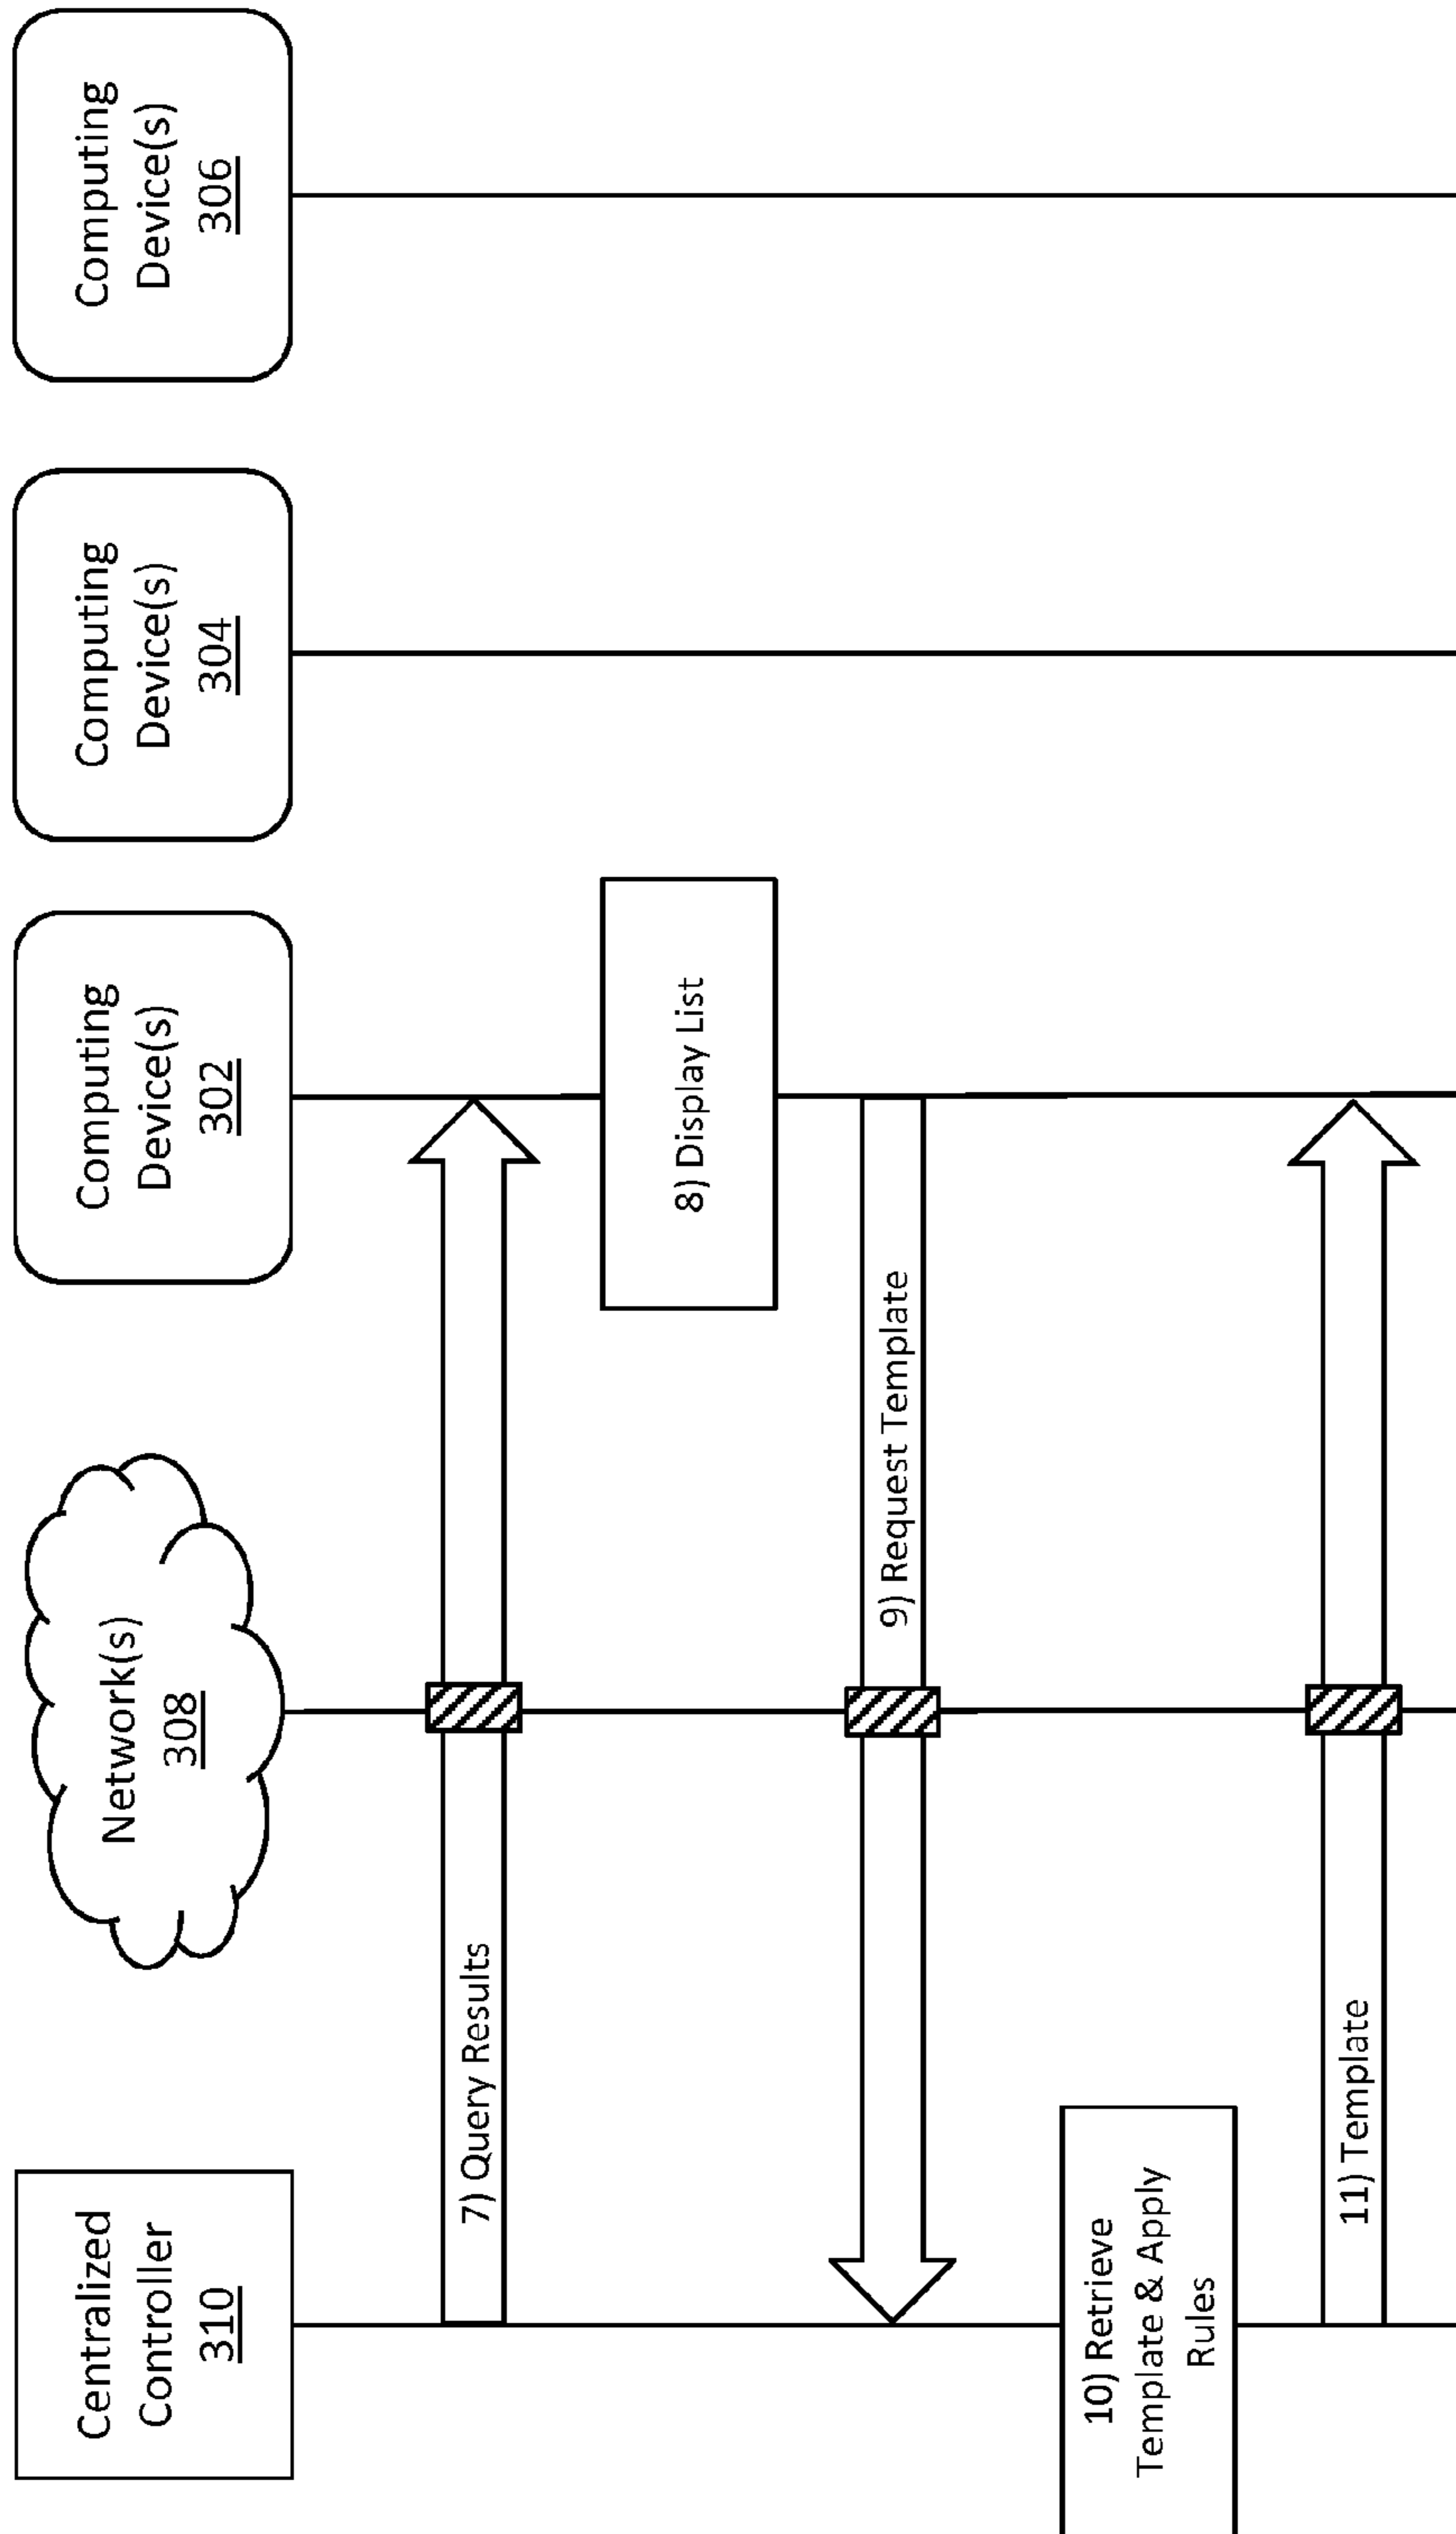 Centralized
Controller
310
Network(s)
308
Computing
Device(s)
302
Computing
Device(s)
304
Computing
Device(s)
306
7) Query Results
8) Display List
9) Request Template
10) Retrieve
Template & Apply
Rules
11) Template